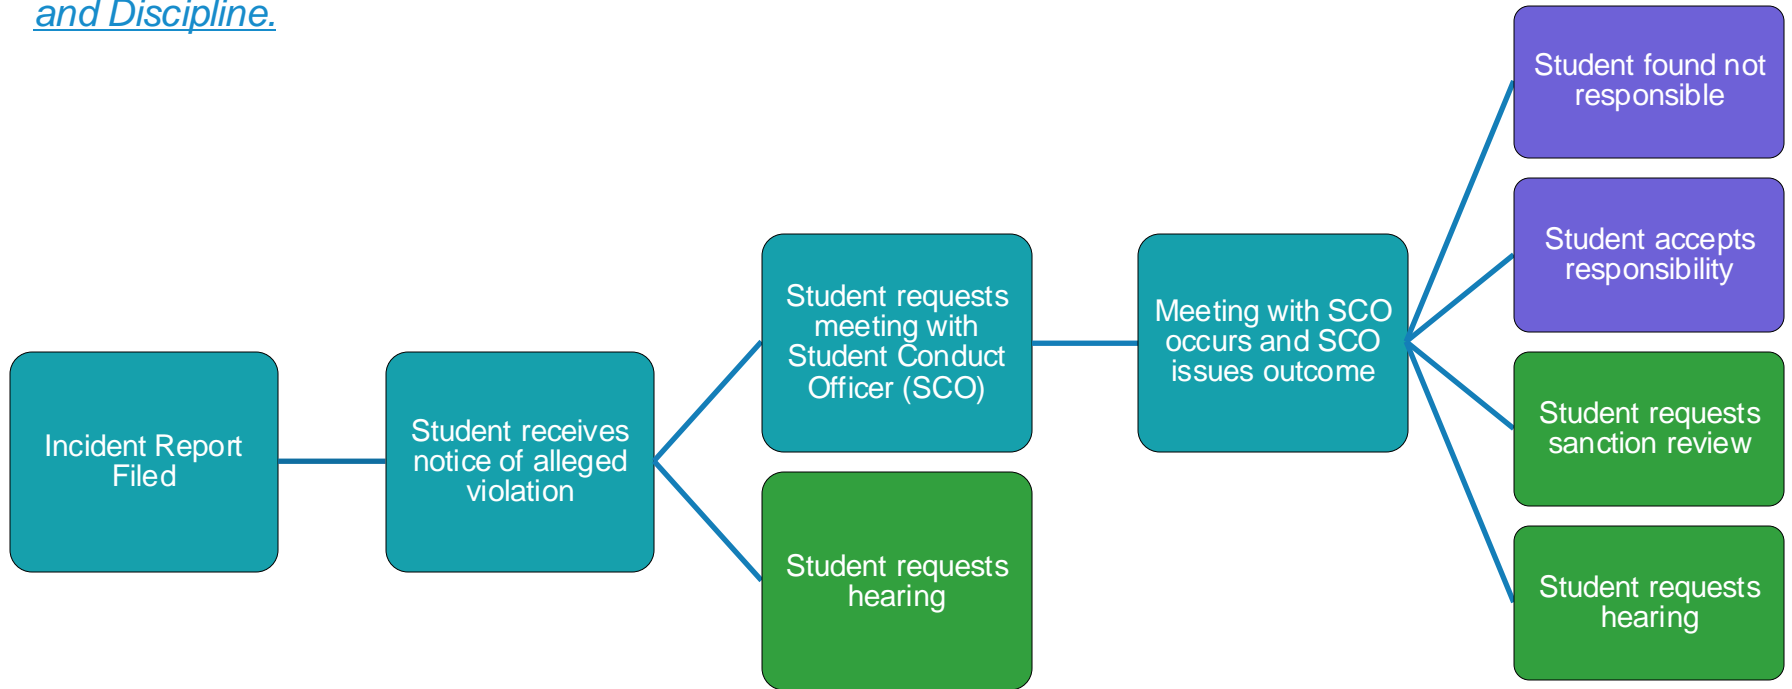 and Discipline.
Incident Report
Filed
Student receives
notice of alleged
violation
Student requests
meeting with
Student Conduct
Officer (SCO)
Student requests
hearing
Meeting with SCO
occurs and SCO
issues outcome
Student found not
responsible
Student accepts
responsibility
Student requests
sanction review
Student requests
hearing